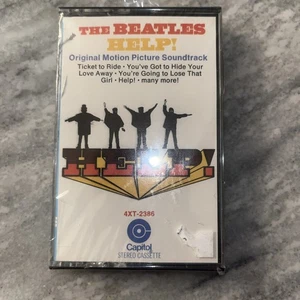 THE BEATLES
HELP!
Original Motion Picture Soundtrack
Ticket to Ride • You've Got to Hide Your
Love Away • You're Going to Lose That
Girl • Help! • many more!
HELP!
4XT-2386
Capitol
STEREO CASSETTE